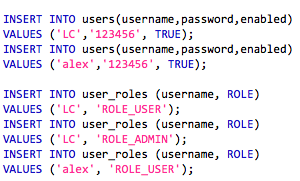 INSERT INTO users(username,password,enabled)
VALUES ('LC','123456', TRUE);
INSERT INTO users(username,password,enabled)
VALUES ('alex','123456', TRUE);
INSERT INTO user_roles (username, ROLE)
VALUES ('LC', 'ROLE_USER');
INSERT INTO user_roles (username, ROLE)
VALUES ('LC', 'ROLE_ADMIN');
INSERT INTO user_roles (username, ROLE)
VALUES ('alex', 'ROLE_USER');